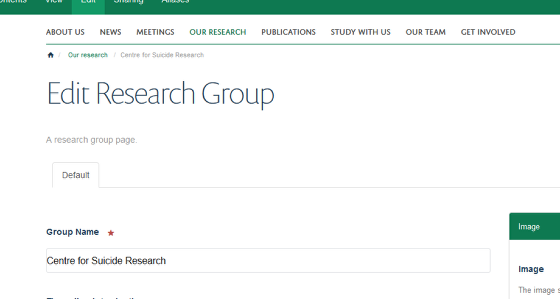 View Edit Sharing Aliases
ABOUT US NEWS MEETINGS OUR RESEARCH PUBLICATIONS STUDY WITH US OUR TEAM GET INVOLVED
/ Our research / Centre for Suicide Research
Edit Research Group
A research group page.
Default
Group Name *
Image
Centre for Suicide Research
Image
The image s